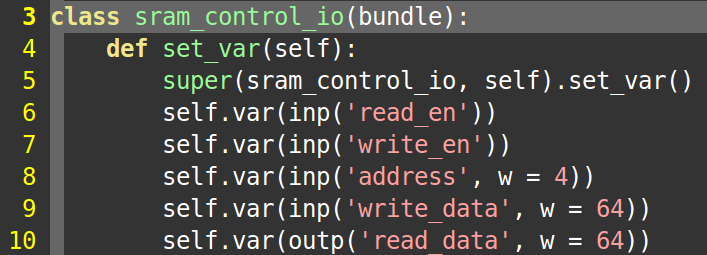 3 class sram_control_io(bundle):
4     def set_var(self):
5         super(sram_control_io, self).set_var()
6         self.var(inp('read_en'))
7         self.var(inp('write_en'))
8         self.var(inp('address', w = 4))
9         self.var(inp('write_data', w = 64))
10         self.var(outp('read_data', w = 64))